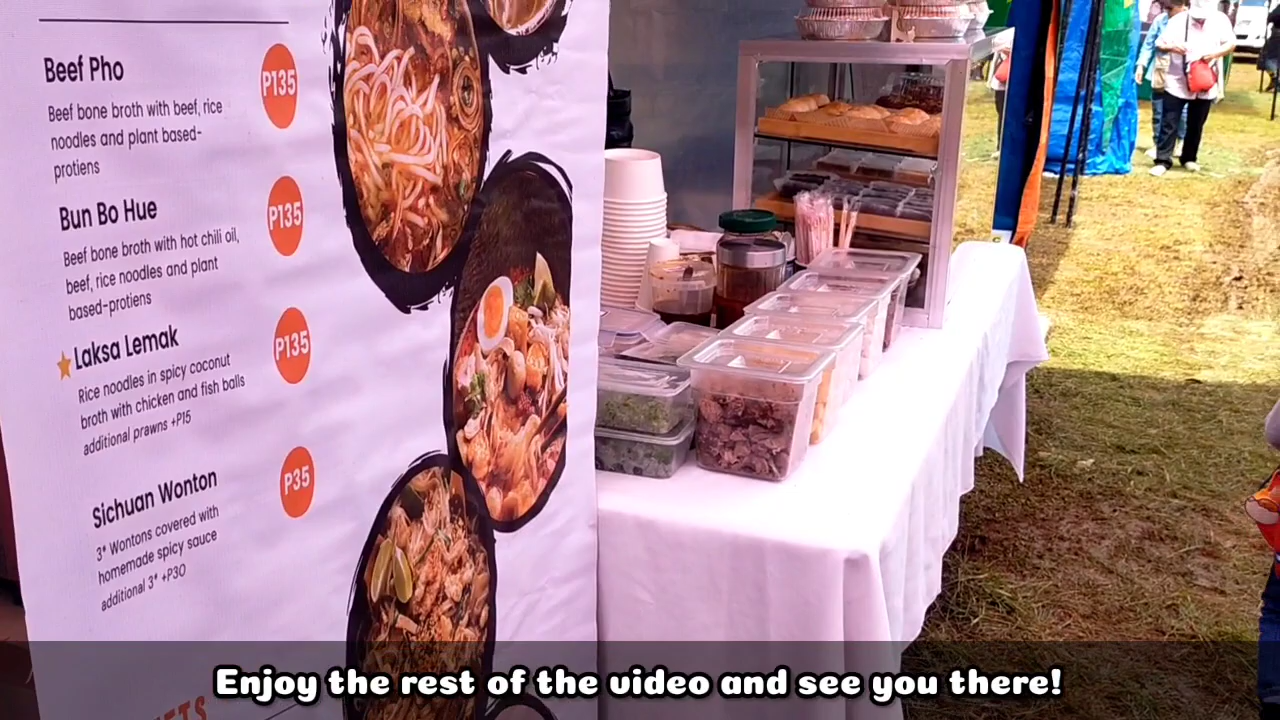 Beef Pho
P135
Beef bone broth with beef, rice
noodles and plant based-
protiens
Bun Bo Hue
P135
Beef bone broth with hot chili oil,
beef, rice noodles and plant
based-protiens
Laksa Lemak
P135
Rice noodles in spicy coconut
broth with chicken and fish balls
additional prawns +P15
Sichuan Wonton
P35
3* Wontons covered with
homemade spicy sauce
additional 3* +P30
Enjoy the rest of the video and see you there!